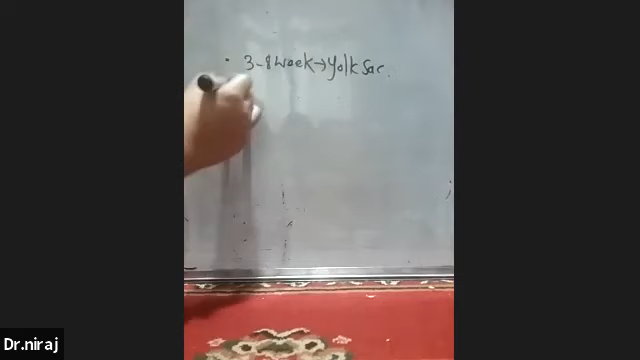 • 3-8 week → Yolk Sac.
Dr.niraj